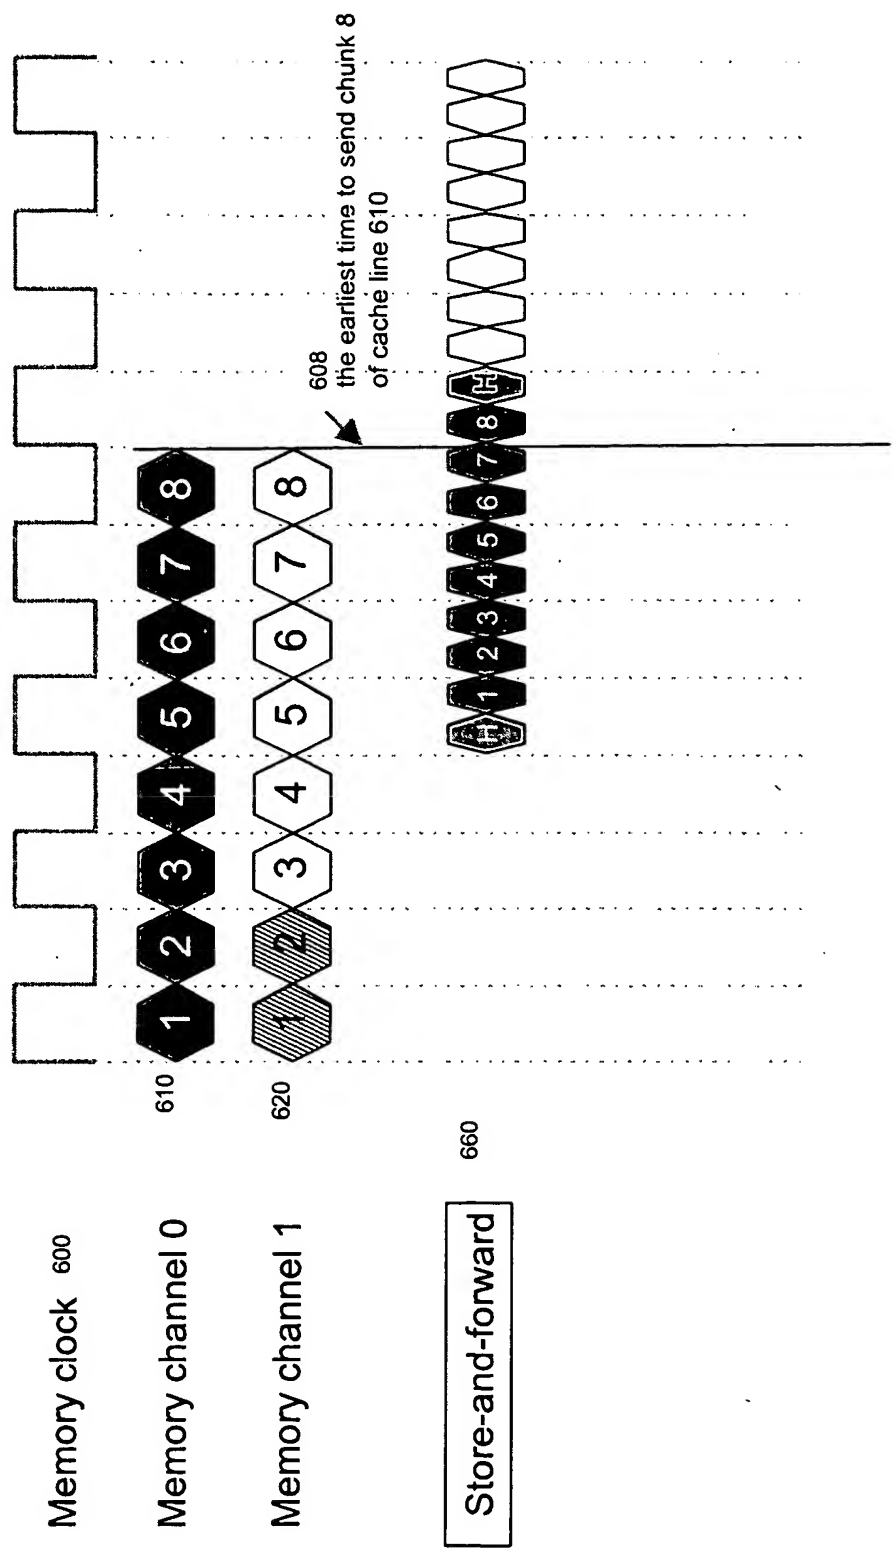 Memory clock 600
Memory channel 0 610 1 2 3 4 5 6 7 8
Memory channel 1 620 1 2 3 4 5 6 7 8
608
the earliest time to send chunk 8
of cache line 610
Store-and-forward 660 H 1 2 3 4 5 6 7 8 H